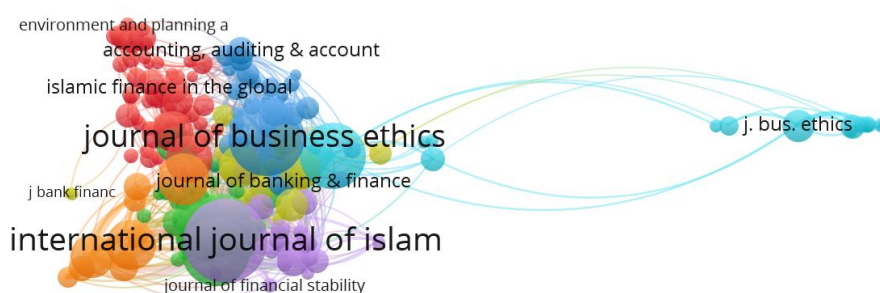 environment and planning a
accounting, auditing & account
islamic finance in the global
journal of business ethics
j. bus. ethics
journal of banking & finance
j bank financ
international journal of islam
journal of financial stability